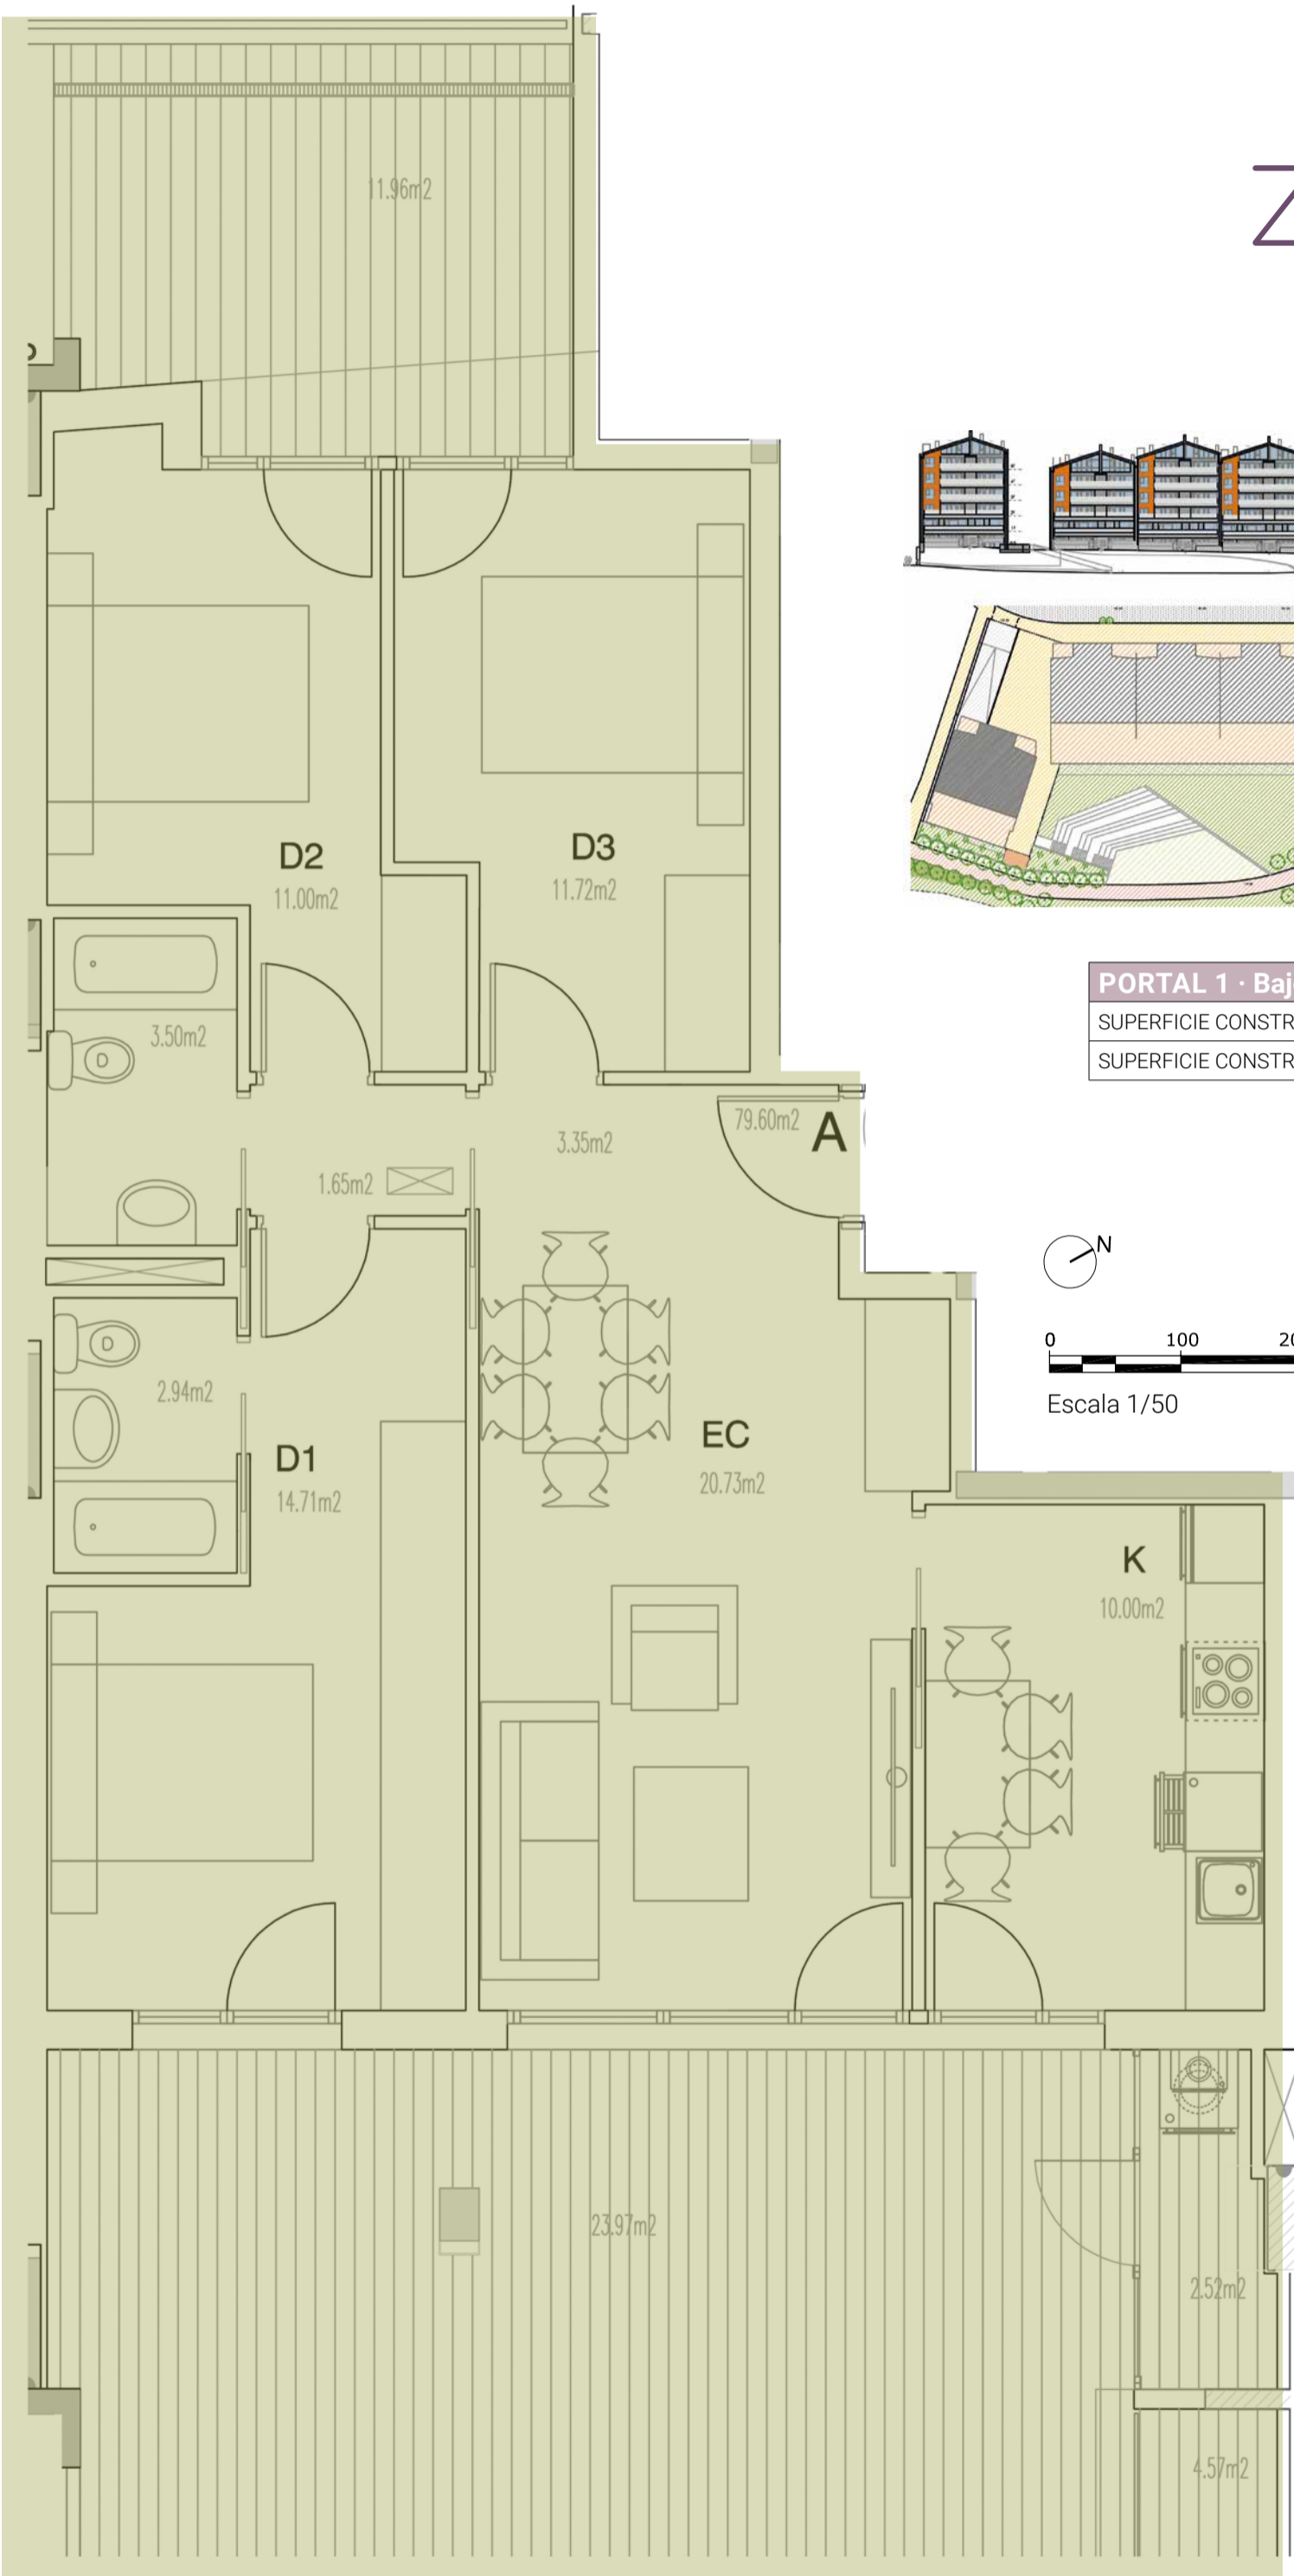 11.96m2
D2
11.00m2
D3
11.72m2
PORTAL 1 · Baj
SUPERFICIE CONSTR
SUPERFICIE CONSTR
3.50m2
D
79.60m2
A
3.35m2
1.65m2
N
0 100 20
Escala 1/50
D
2.94m2
D1
14.71m2
EC
20.73m2
K
10.00m2
23.97m2
2.52m2
4.57m2